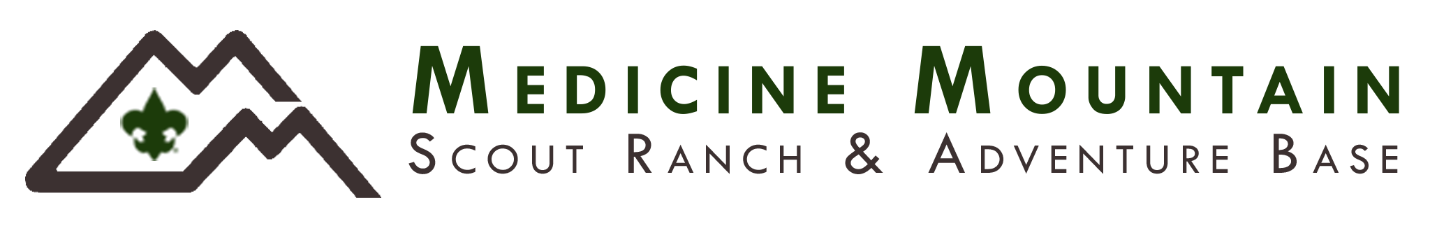 MEDICINE MOUNTAIN
SCOUT RANCH & ADVENTURE BASE